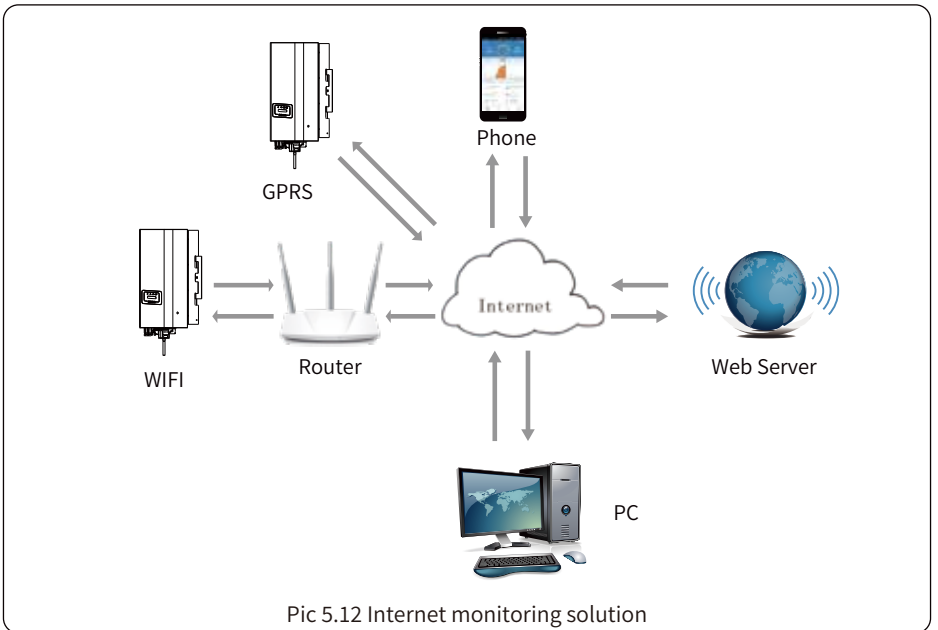 Phone
GPRS
Internet
WIFI
Router
Web Server
PC
Pic 5.12 Internet monitoring solution